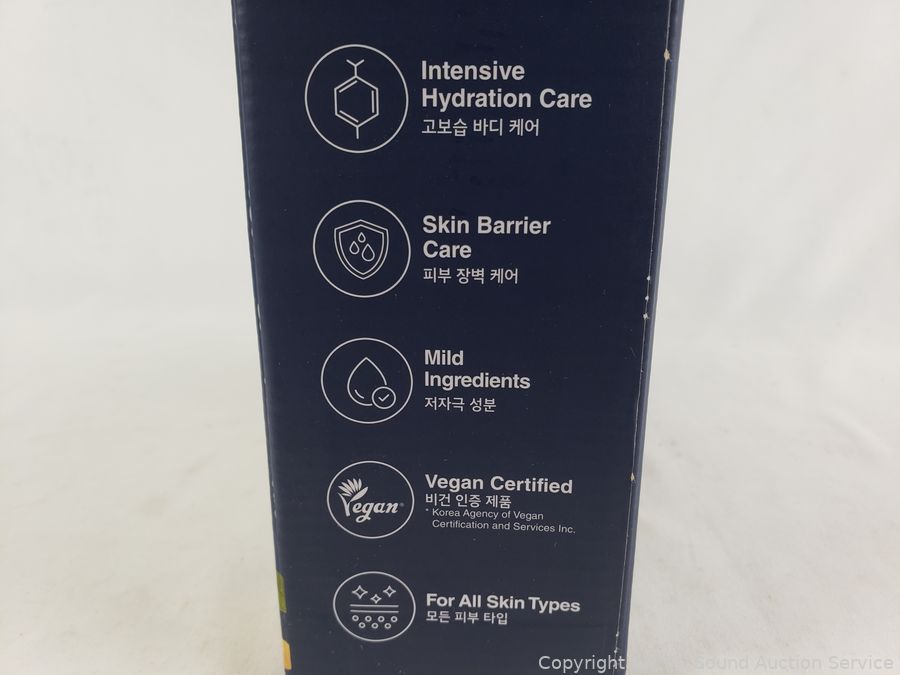 Intensive
Hydration Care
고보습 바디 케어
Skin Barrier
Care
피부 장벽 케어
Mild
Ingredients
저자극 성분
Vegan
Vegan Certified
비건 인증 제품
* Korea Agency of Vegan
Certification and Services Inc.
For All Skin Types
모든 피부 타입
Copyright Sound Auction Service